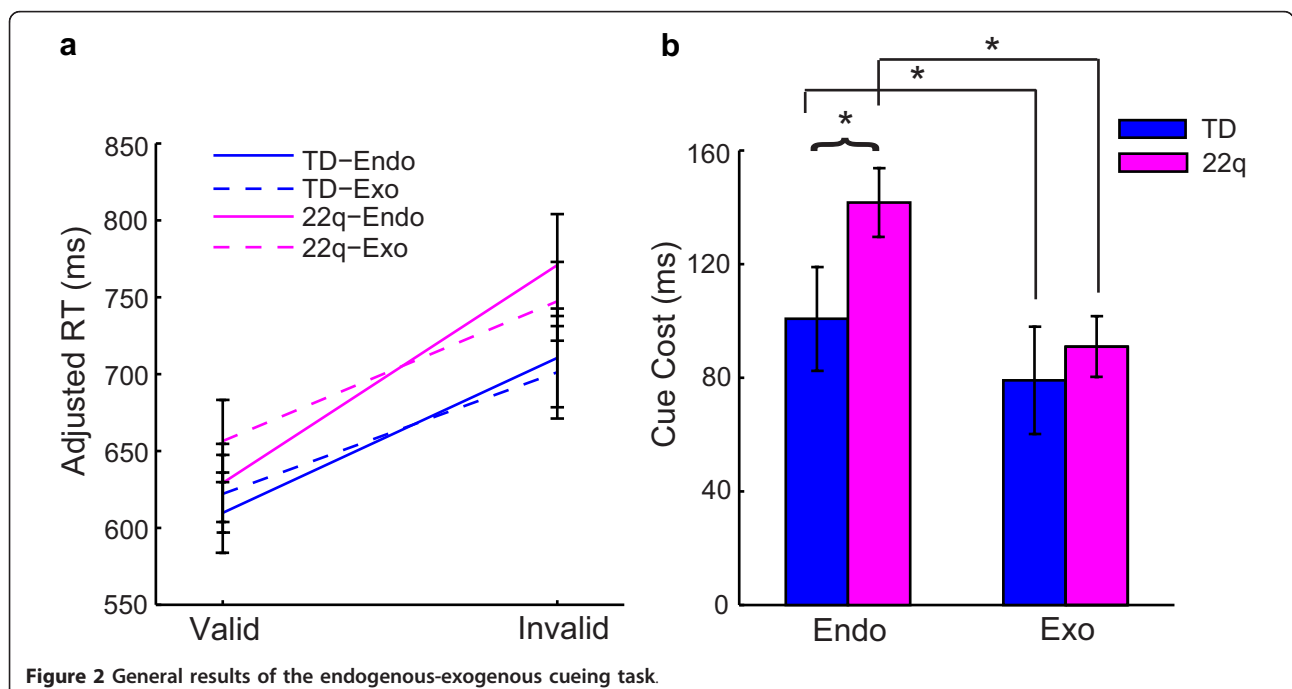 a
Adjusted RT (ms)
850
800
750
700
650
600
550
TD−Endo
TD−Exo
22q−Endo
22q−Exo
Valid
Invalid
b
*
*
*
TD
22q
Cue Cost (ms)
160
120
80
40
0
Endo
Exo
Figure 2 General results of the endogenous-exogenous cueing task.